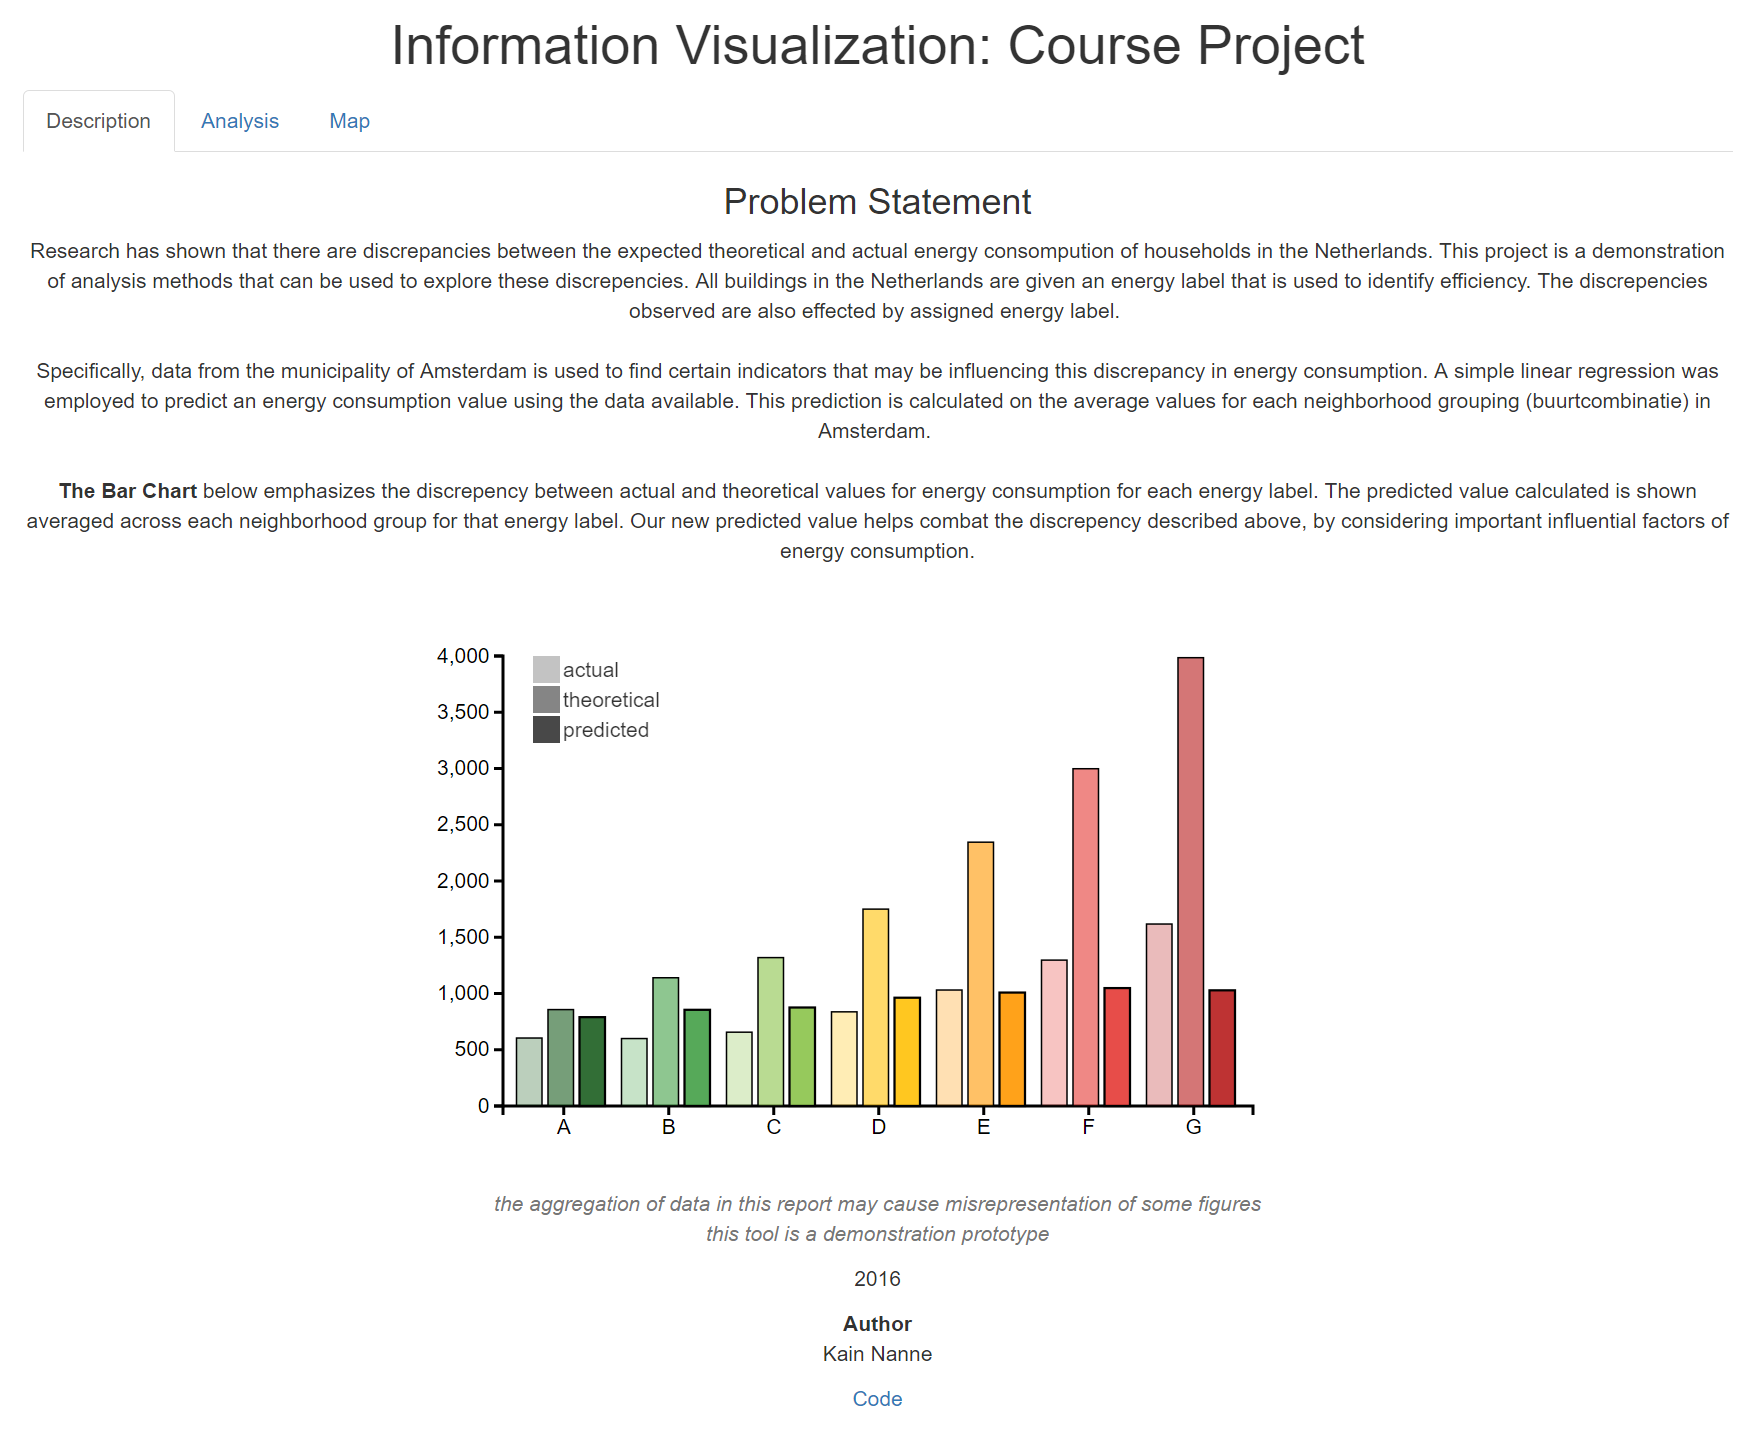 Information Visualization: Course Project
Description
Analysis
Map
Problem Statement
Research has shown that there are discrepancies between the expected theoretical and actual energy consompution of households in the Netherlands. This project is a demonstration
of analysis methods that can be used to explore these discrepencies. All buildings in the Netherlands are given an energy label that is used to identify efficiency. The discrepencies
observed are also effected by assigned energy label.
Specifically, data from the municipality of Amsterdam is used to find certain indicators that may be influencing this discrepancy in energy consumption. A simple linear regression was
employed to predict an energy consumption value using the data available. This prediction is calculated on the average values for each neighborhood grouping (buurtcombinatie) in
Amsterdam.
The Bar Chart below emphasizes the discrepency between actual and theoretical values for energy consumption for each energy label. The predicted value calculated is shown
averaged across each neighborhood group for that energy label. Our new predicted value helps combat the discrepency described above, by considering important influential factors of
energy consumption.
4,000
3,500
3,000
2,500
2,000
1,500
1,000
500
0
actual
theoretical
predicted
A
B
C
D
E
F
G
the aggregation of data in this report may cause misrepresentation of some figures
this tool is a demonstration prototype
2016
Author
Kain Nanne
Code